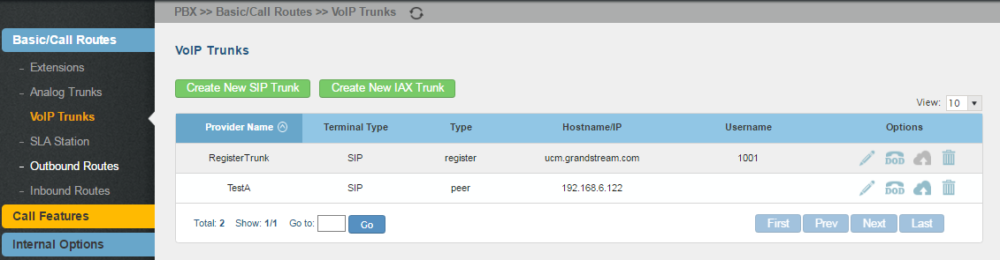 PBX >> Basic/Call Routes >> VoIP Trunks
Basic/Call Routes
– Extensions
– Analog Trunks
VoIP Trunks
– SLA Station
– Outbound Routes
– Inbound Routes
Call Features
Internal Options
VoIP Trunks
Create New SIP Trunk Create New IAX Trunk
View: 10
Provider Name Terminal Type Type Hostname/IP Username Options
RegisterTrunk SIP register ucm.grandstream.com 1001 DOD
TestA SIP peer 192.168.6.122 DOD
Total: 2 Show: 1/1 Go to: Go First Prev Next Last